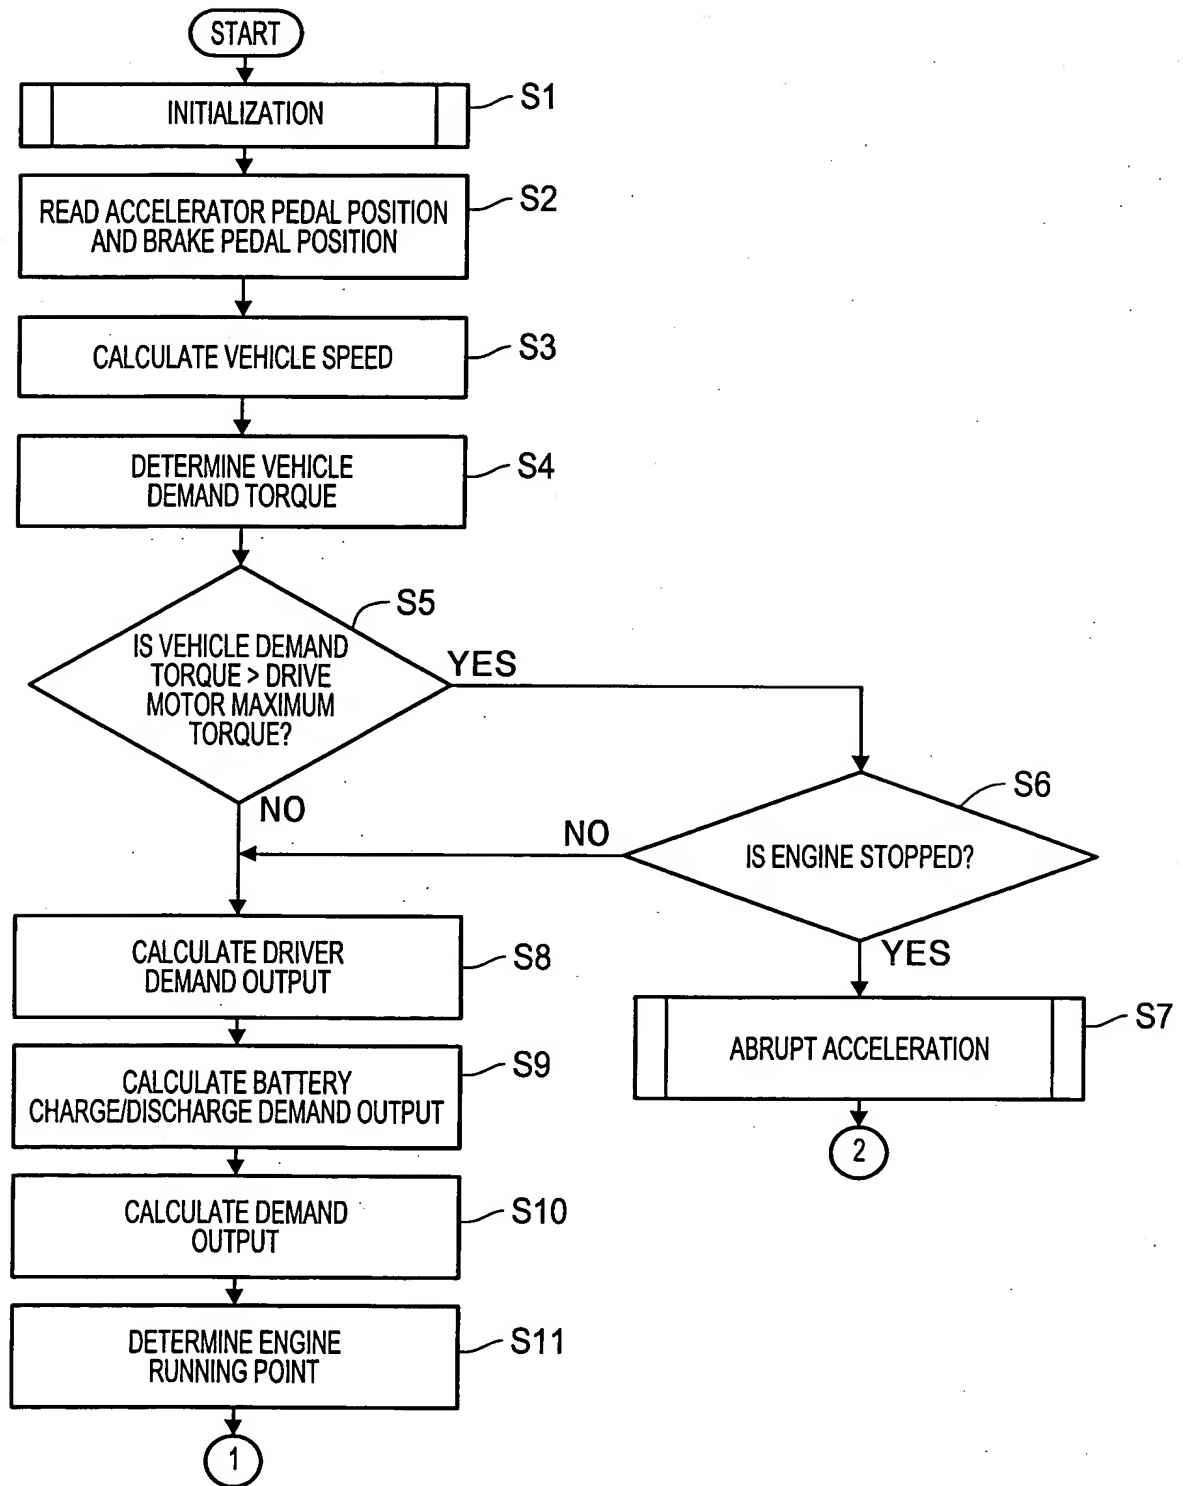 START
INITIALIZATION
S1
READ ACCELERATOR PEDAL POSITION
AND BRAKE PEDAL POSITION
S2
CALCULATE VEHICLE SPEED
S3
DETERMINE VEHICLE
DEMAND TORQUE
S4
IS VEHICLE DEMAND
TORQUE > DRIVE
MOTOR MAXIMUM
TORQUE?
S5
YES
NO
IS ENGINE STOPPED?
S6
NO
YES
ABRUPT ACCELERATION
S7
2
CALCULATE DRIVER
DEMAND OUTPUT
S8
CALCULATE BATTERY
CHARGE/DISCHARGE DEMAND OUTPUT
S9
CALCULATE DEMAND
OUTPUT
S10
DETERMINE ENGINE
RUNNING POINT
S11
1